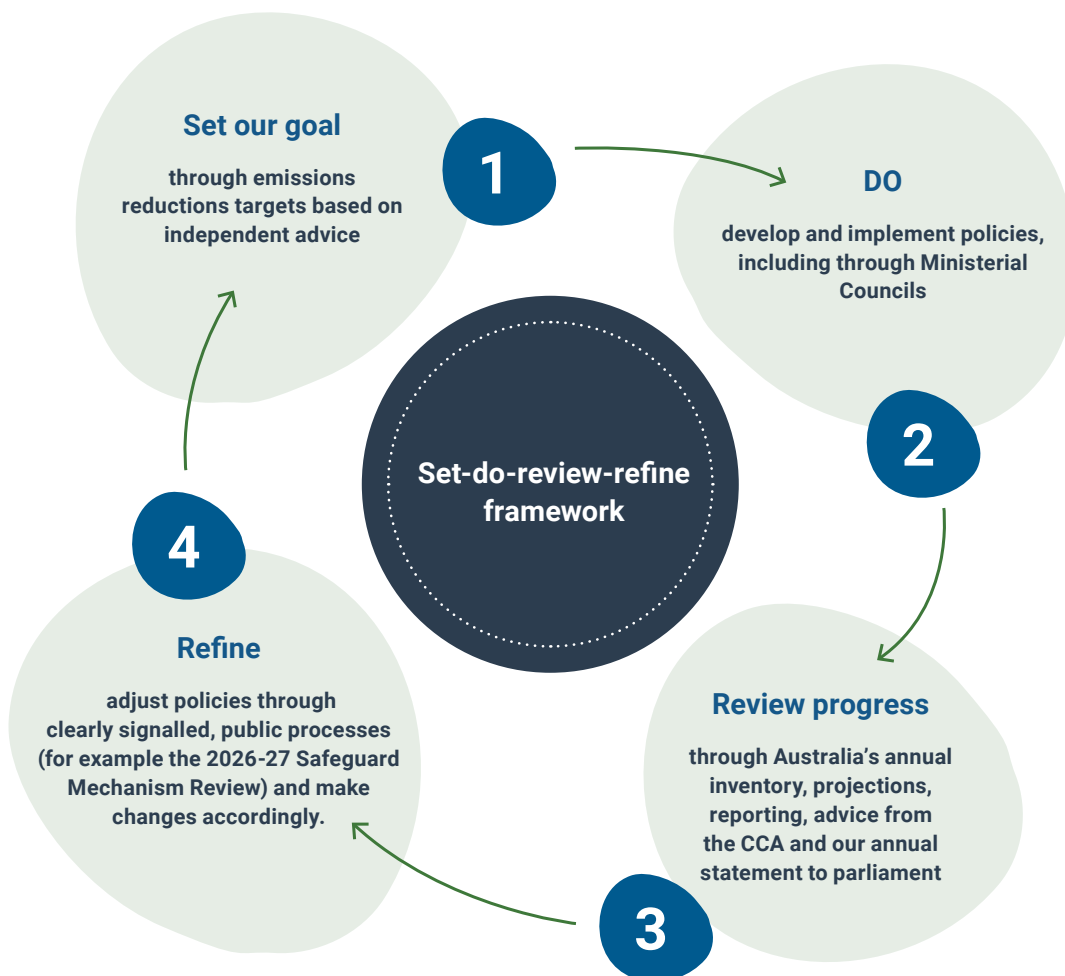 Set our goal
through emissions
reductions targets based on
independent advice
1
DO
develop and implement policies,
including through Ministerial
Councils
2
Set-do-review-refine
framework
Review progress
through Australia’s annual
inventory, projections,
reporting, advice from
the CCA and our annual
statement to parliament
3
4
Refine
adjust policies through
clearly signalled, public processes
(for example the 2026-27 Safeguard
Mechanism Review) and make
changes accordingly.